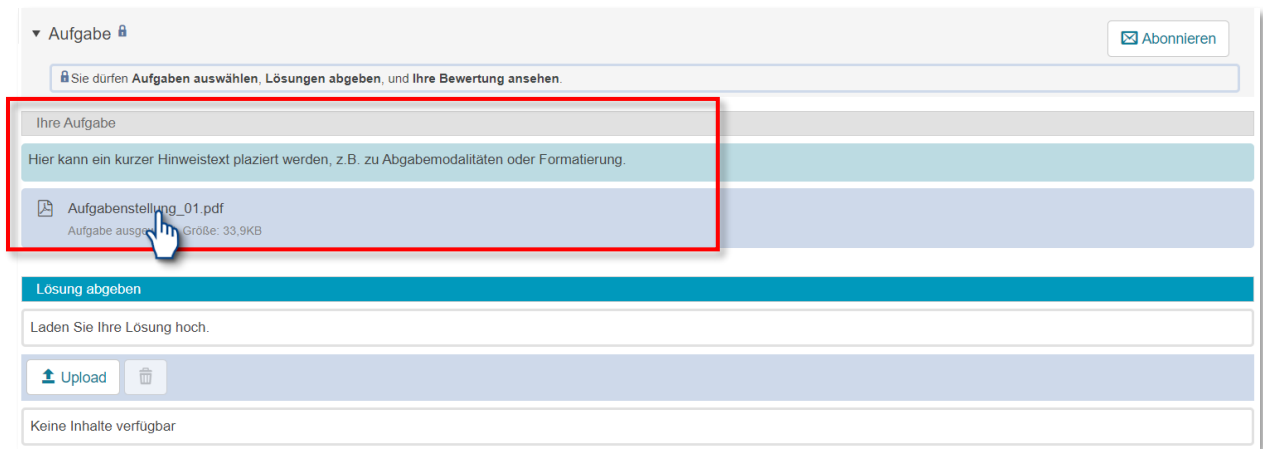 Aufgabe
Abonnieren
Sie dürfen Aufgaben auswählen, Lösungen abgeben, und Ihre Bewertung ansehen.
Ihre Aufgabe
Hier kann ein kurzer Hinweistext plaziert werden, z.B. zu Abgabemodalitäten oder Formatierung.
Aufgabenstellung_01.pdf
Aufgabe Größe: 33,9KB
Lösung abgeben
Laden Sie Ihre Lösung hoch.
Upload
Keine Inhalte verfügbar